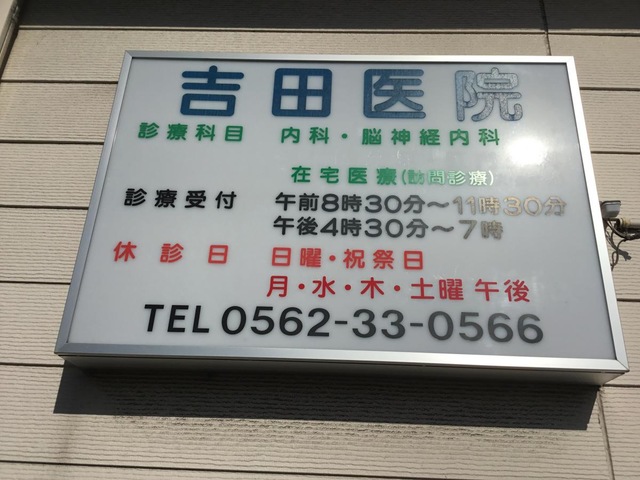 吉田医院
診療科目 内科・脳神経内科
在宅医療(訪問診療)
診療受付 午前8時30分〜11時30分
午後4時30分〜7時
休診日 日曜・祝祭日
月・水・木・土曜午後
TEL 0562-33-0566